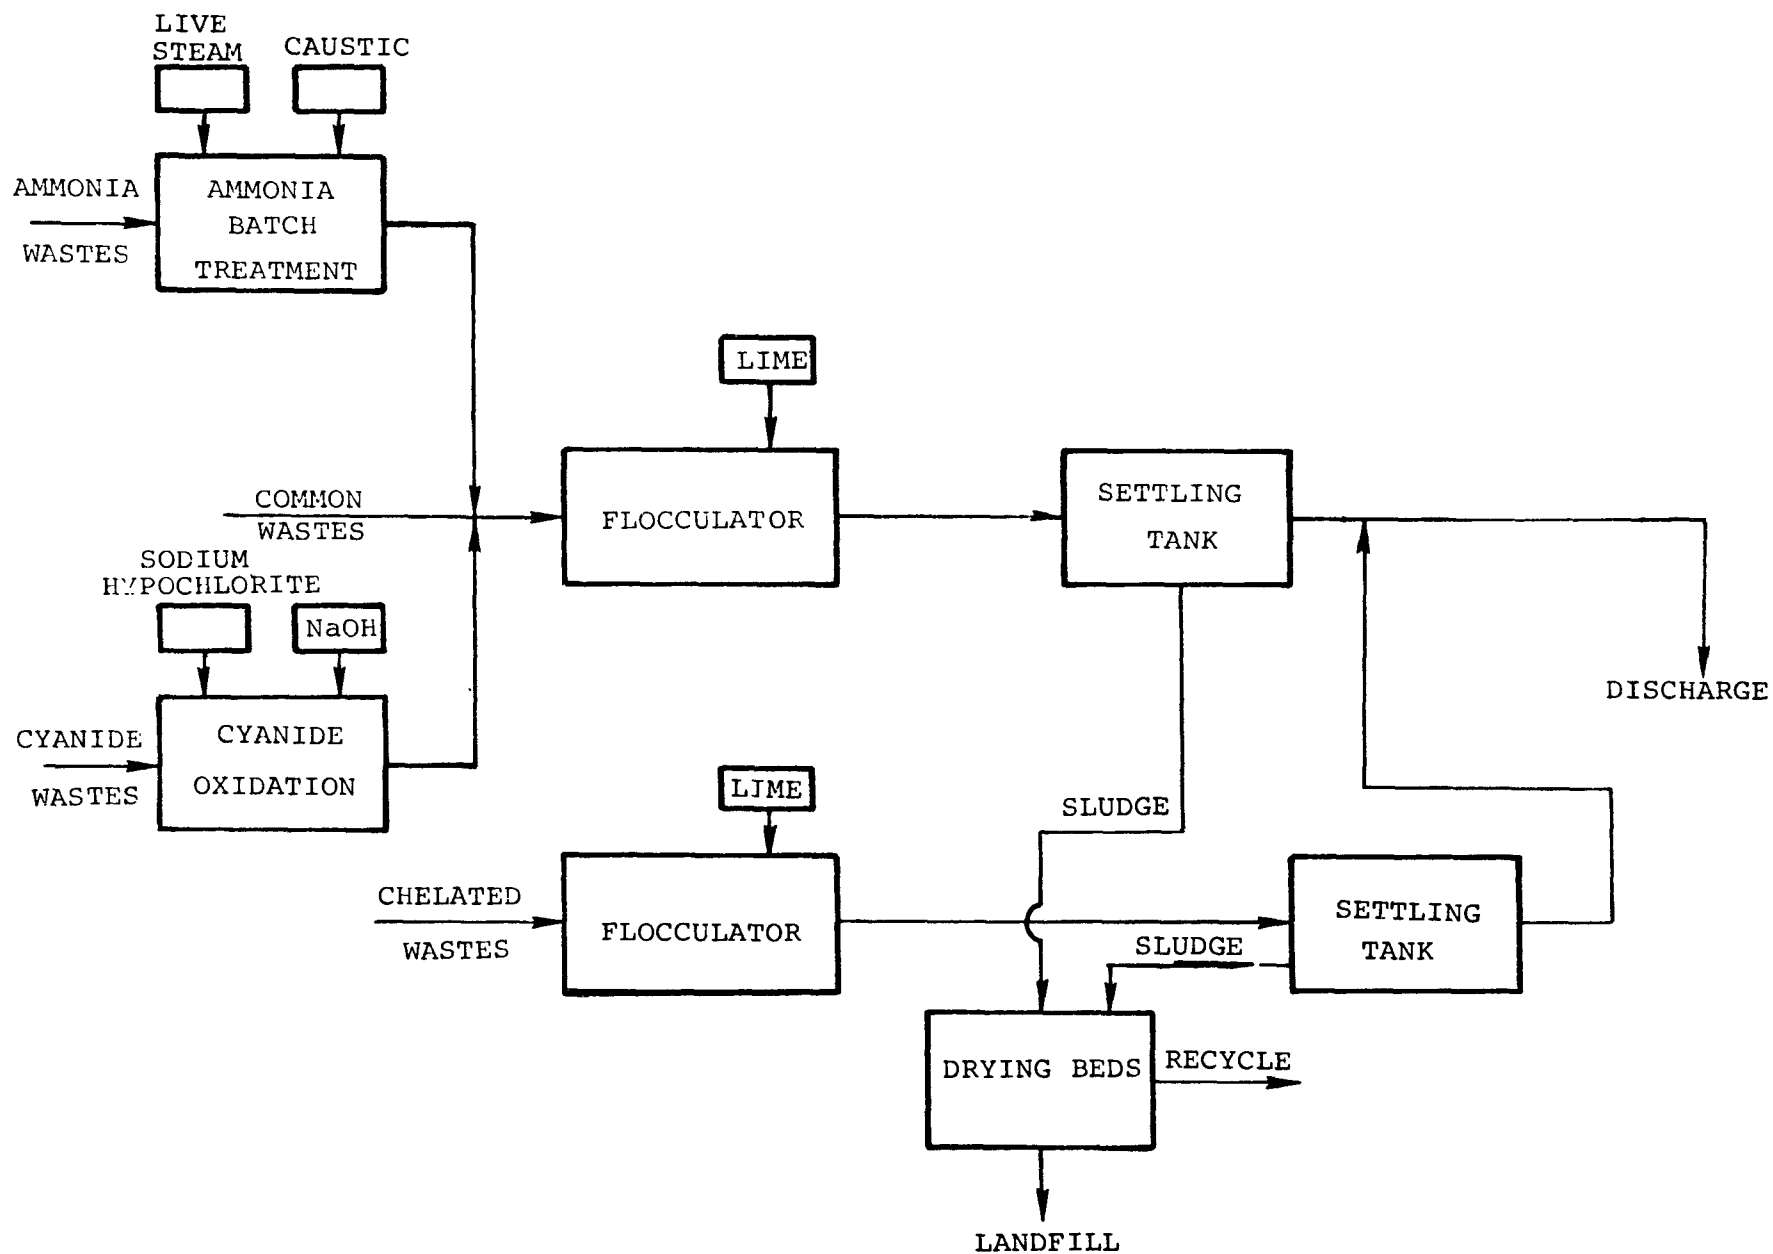 LIVE
STEAM
CAUSTIC
AMMONIA
WASTES
AMMONIA
BATCH
TREATMENT
LIME
COMMON
WASTES
FLOCCULATOR
SETTLING
TANK
SODIUM
HYPOCHLORITE
NaOH
DISCHARGE
CYANIDE
WASTES
CYANIDE
OXIDATION
LIME
SLUDGE
CHELATED
WASTES
FLOCCULATOR
SETTLING
TANK
SLUDGE
DRYING BEDS
RECYCLE
LANDFILL